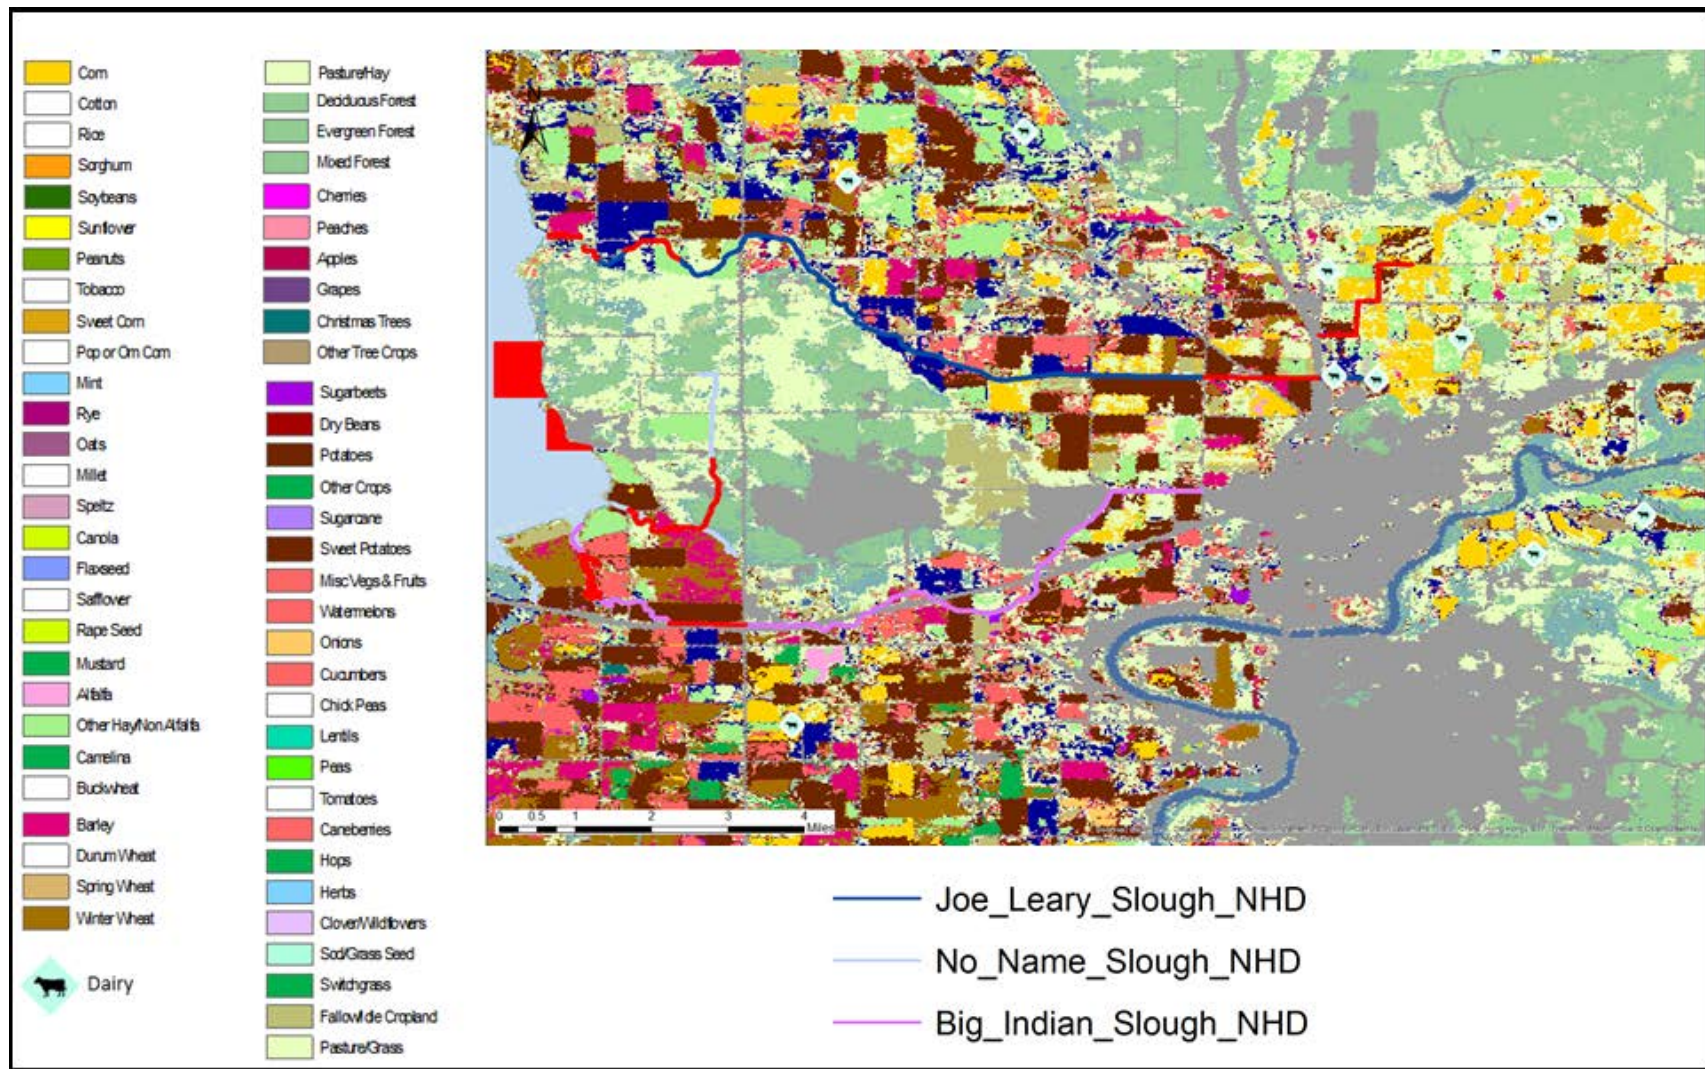 Corn
Cotton
Rice
Sorghum
Soybeans
Sunflower
Peanuts
Tobacco
Sweet Corn
Pop or Orn Corn
Mint
Rye
Oats
Millet
Speltz
Canola
Flaxseed
Safflower
Rape Seed
Mustard
Alfalfa
Other Hay/Non Alfalfa
Camelina
Buckwheat
Barley
Durum Wheat
Spring Wheat
Winter Wheat
Dairy
Pasture/Hay
Deciduous Forest
Evergreen Forest
Mixed Forest
Cherries
Peaches
Apples
Grapes
Christmas Trees
Other Tree Crops
Sugarbeets
Dry Beans
Potatoes
Other Crops
Sugarcane
Sweet Potatoes
Misc Vegs & Fruits
Watermelons
Onions
Cucumbers
Chick Peas
Lentils
Peas
Tomatoes
Caneberries
Hops
Herbs
Clover/Wildflowers
Sod/Grass Seed
Switchgrass
Fallow/Idle Cropland
Pasture/Grass
N
0 0.5 1 2 3 4
Miles
Joe_Leary_Slough_NHD
No_Name_Slough_NHD
Big_Indian_Slough_NHD